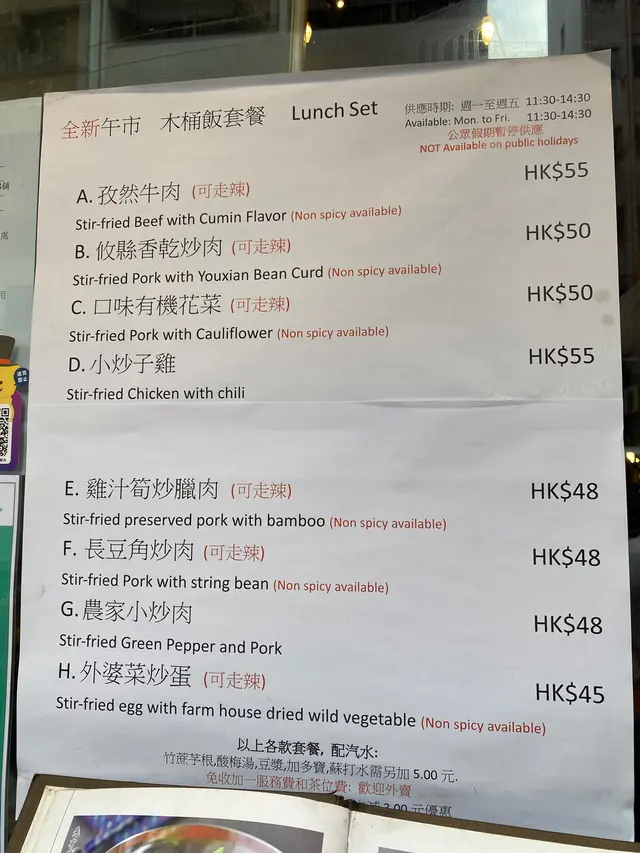 全新午市 木桶飯套餐 Lunch Set
供應時期: 週一至週五 11:30-14:30
Available: Mon. to Fri. 11:30-14:30
公眾假期暫停供應
NOT Available on public holidays
A. 孜然牛肉 (可走辣) HK$55
Stir-fried Beef with Cumin Flavor (Non spicy available)
B. 攸縣香乾炒肉 (可走辣) HK$50
Stir-fried Pork with Youxian Bean Curd (Non spicy available)
C. 口味有機花菜 (可走辣) HK$50
Stir-fried Pork with Cauliflower (Non spicy available)
D. 小炒子雞 HK$55
Stir-fried Chicken with chili
E. 雞汁筍炒臘肉 (可走辣) HK$48
Stir-fried preserved pork with bamboo (Non spicy available)
F. 長豆角炒肉 (可走辣) HK$48
Stir-fried Pork with string bean (Non spicy available)
G. 農家小炒肉 HK$48
Stir-fried Green Pepper and Pork
H. 外婆菜炒蛋 (可走辣) HK$45
Stir-fried egg with farm house dried wild vegetable (Non spicy available)
以上各款套餐, 配汽水:
竹蔗芋根,酸梅湯,豆漿,加多寶,蘇打水需另加 5.00 元.
免收加一服務費和茶位費: 歡迎外賣
2.00 元優惠